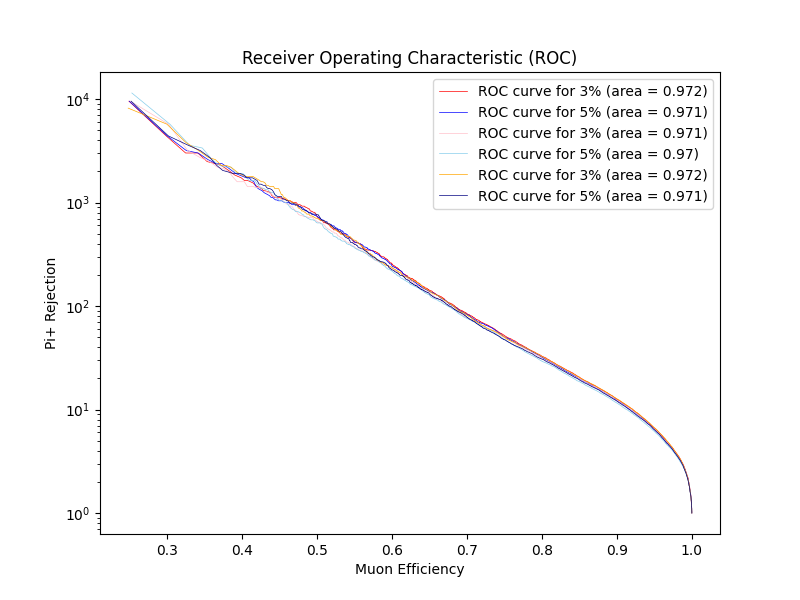 Receiver Operating Characteristic (ROC)
ROC curve for 3% (area = 0.972)
ROC curve for 5% (area = 0.971)
ROC curve for 3% (area = 0.971)
ROC curve for 5% (area = 0.97)
ROC curve for 3% (area = 0.972)
ROC curve for 5% (area = 0.971)
Pi+ Rejection
10⁴
10³
10²
10¹
10⁰
0.3 0.4 0.5 0.6 0.7 0.8 0.9 1.0
Muon Efficiency